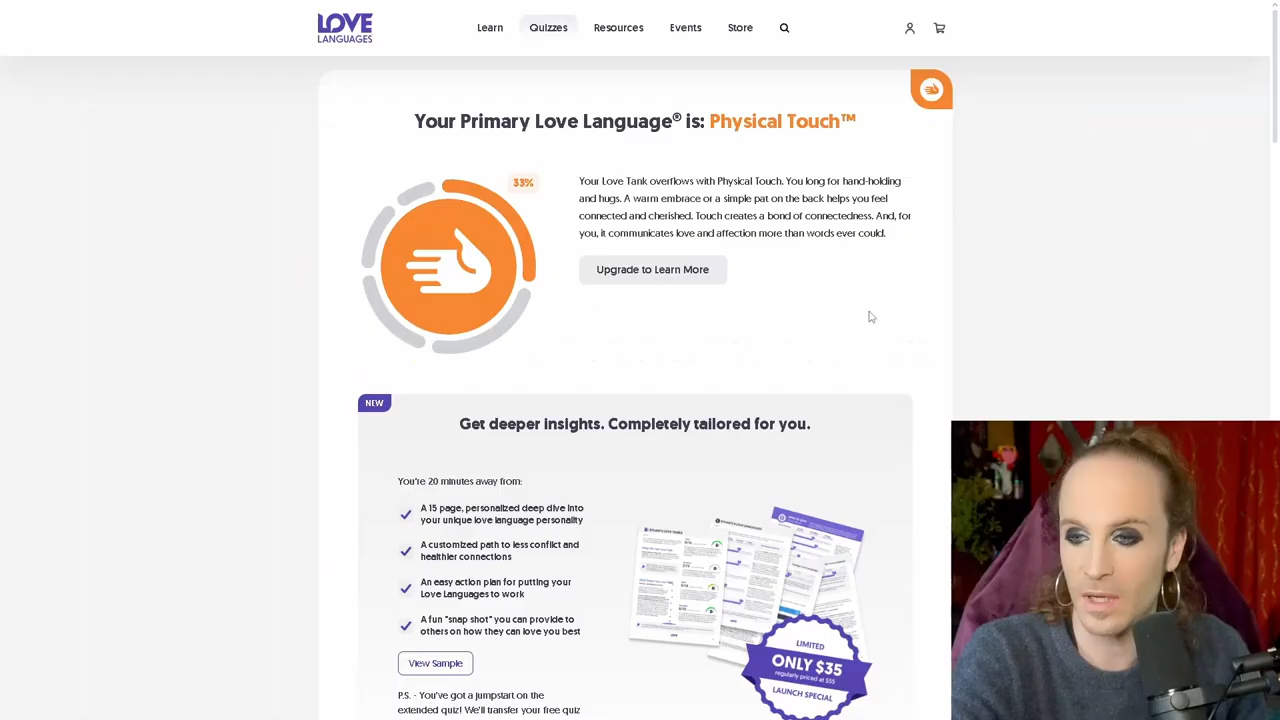 LOVE
LANGUAGES
Learn
Quizzes
Resources
Events
Store
Your Primary Love Language® is: Physical Touch™
33%
Your Love Tank overflows with Physical Touch. You long for hand-holding
and hugs. A warm embrace or a simple pat on the back helps you feel
connected and cherished. Touch creates a bond of connectedness. And, for
you, it communicates love and affection more than words ever could.
Upgrade to Learn More
NEW
Get deeper insights. Completely tailored for you.
You're 20 minutes away from:
A 15 page, personalized deep dive into
your unique love language personality
A customized path to less conflict and
healthier connections
An easy action plan for putting your
Love Languages to work
A fun "snap shot" you can provide to
others on how they can love you best
View Sample
P.S. - You've got a jumpstart on the
extended quiz! We'll transfer your free quiz
LIMITED
ONLY $35
regularly priced at $55
LAUNCH SPECIAL